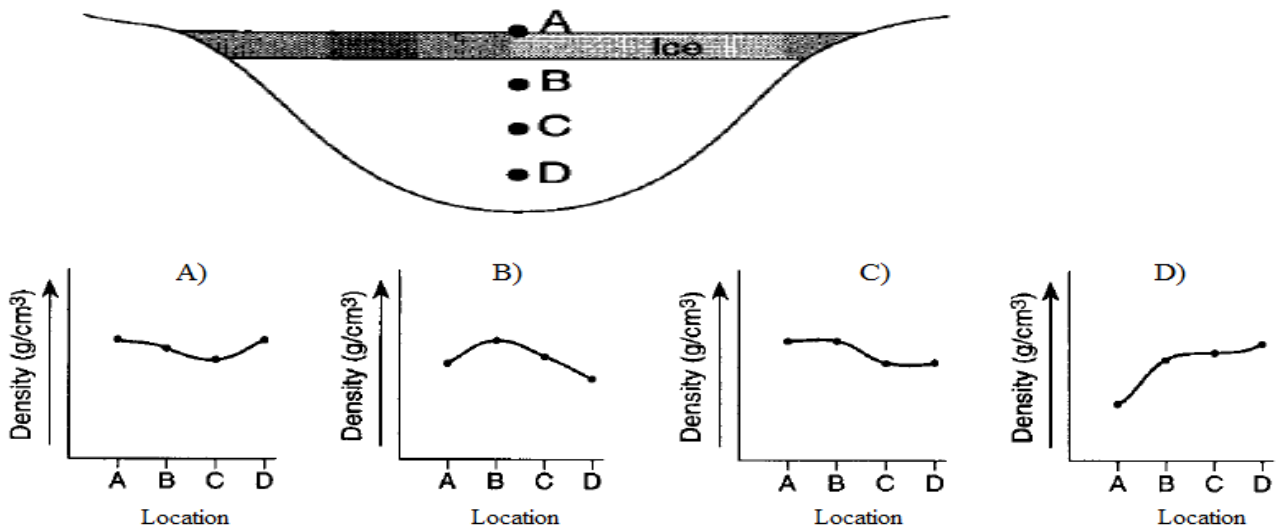 A
Ice
B
C
D
A)
B)
C)
D)
Density (g/cm³)
A B C D
Location
Density (g/cm³)
A B C D
Location
Density (g/cm³)
A B C D
Location
Density (g/cm³)
A B C D
Location